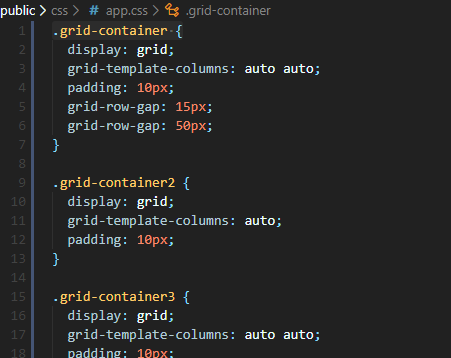 public > css > # app.css > .grid-container
1 .grid-container {
2 display: grid;
3 grid-template-columns: auto auto;
4 padding: 10px;
5 grid-row-gap: 15px;
6 grid-row-gap: 50px;
7 }
8
9 .grid-container2 {
10 display: grid;
11 grid-template-columns: auto;
12 padding: 10px;
13 }
14
15 .grid-container3 {
16 display: grid;
17 grid-template-columns: auto auto;
18 padding: 10px;